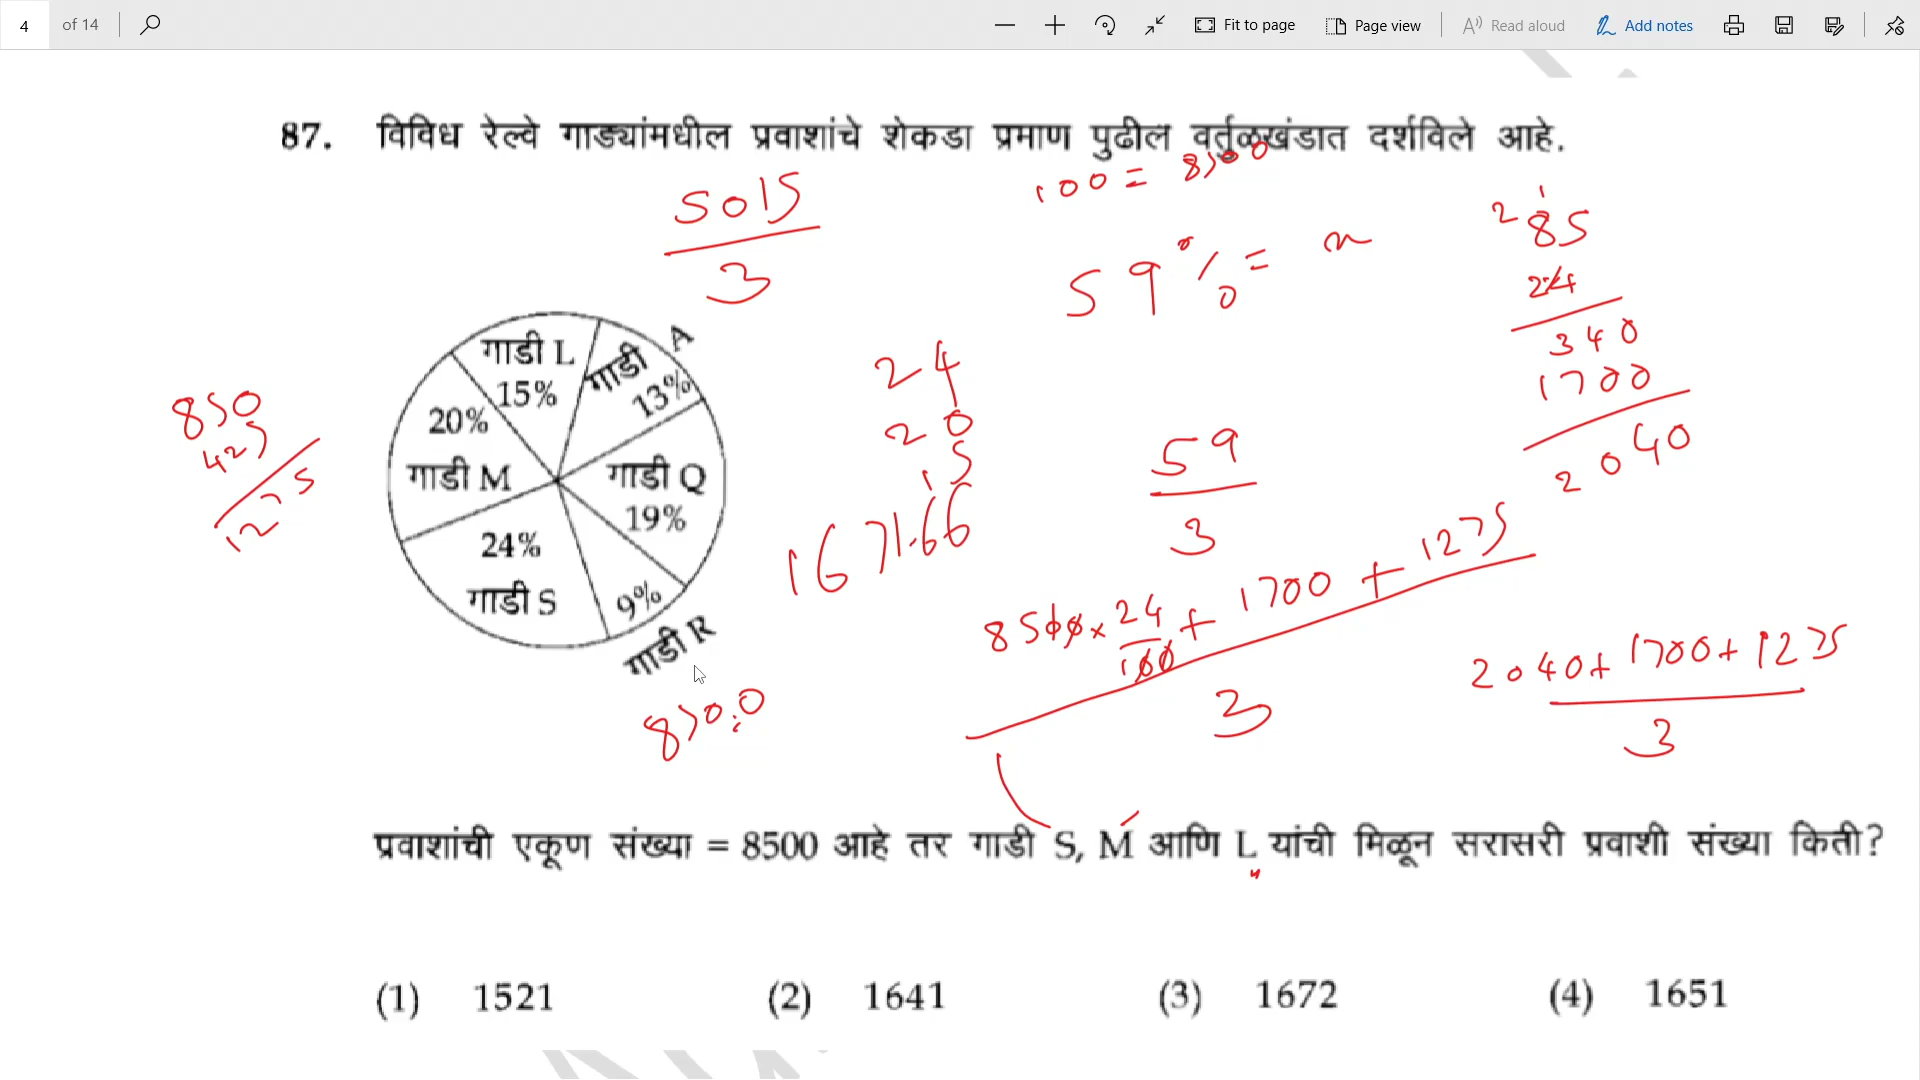 4 of 14 Fit to page Page view Read aloud Add notes
87. विविध रेल्वे गाड्यांमधील प्रवाशांचे शेकडा प्रमाण पुढील वर्तुळखंडात दर्शविले आहे.
100 = 8500
5015
3
59% =
285
24
340
1700
2040
गाडी L
15%
गाडी A
13%
20%
गाडी M
गाडी Q
19%
24%
गाडी S
9%
गाडी R
850
425
1275
24
20
15
1671.66
59
3
8500 × 24 + 1700 + 1275
100
3
2040 + 1700 + 1275
3
850.0
प्रवाशांची एकूण संख्या = 8500 आहे तर गाडी S, M आणि L यांची मिळून सरासरी प्रवाशी संख्या किती?
(1) 1521 (2) 1641 (3) 1672 (4) 1651